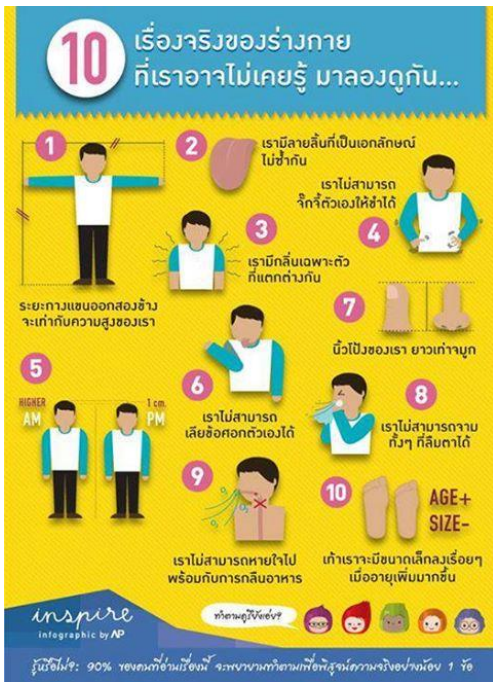 10
เรื่องจริงของร่างกาย
ที่เราอาจไม่เคยรู้ มาลองดูกัน...
1
ระยะกางแขนออกสองข้าง
จะเท่ากับความสูงของเรา
2
เรามีลายลิ้นที่เป็นเอกลักษณ์
ไม่ซ้ำกัน
3
เรามีกลิ่นเฉพาะตัว
ที่แตกต่างกัน
เราไม่สามารถ
จั๊กจี้ตัวเองให้ขำได้
4
5
HIGHER
AM
1 cm.
PM
6
เราไม่สามารถ
เลียข้อศอกตัวเองได้
7
นิ้วโป้งของเรา ยาวเท่าจมูก
8
เราไม่สามารถจาม
ทั้งๆ ที่ลืมตาได้
9
เราไม่สามารถหายใจไป
พร้อมกับการกลืนอาหาร
10
AGE+
SIZE-
เท้าเราจะมีขนาดเล็กลงเรื่อยๆ
เมื่ออายุเพิ่มมากขึ้น
inspire
infographic by AP
ทำตามดูรึยังเอ่ย?
รู้หรือไม่?: 90% ของคนที่อ่านเรื่องนี้ จะพยายามทำตามเพื่อพิสูจน์ความจริงอย่างน้อย 1 ข้อ